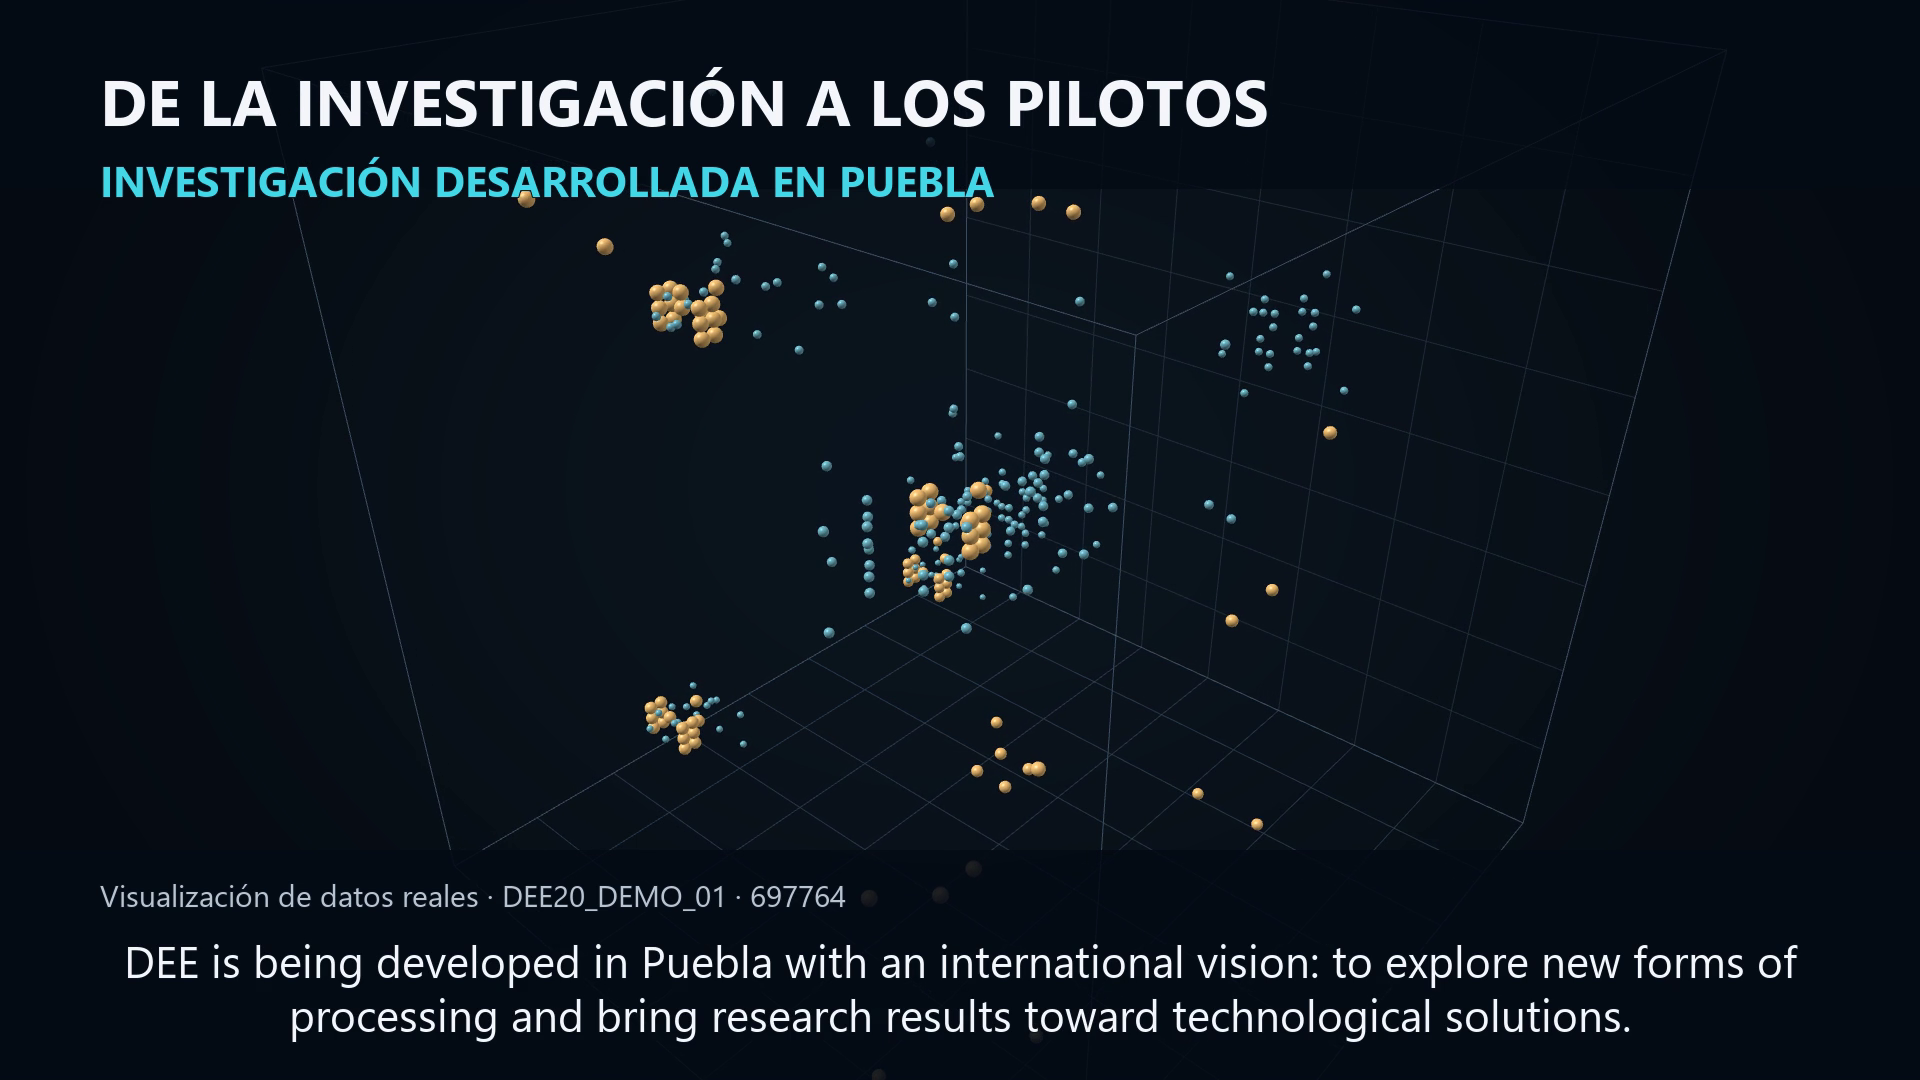 DE LA INVESTIGACIÓN A LOS PILOTOS
INVESTIGACIÓN DESARROLLADA EN PUEBLA
Visualización de datos reales · DEE20_DEMO_01 · 697764
DEE is being developed in Puebla with an international vision: to explore new forms of
processing and bring research results toward technological solutions.